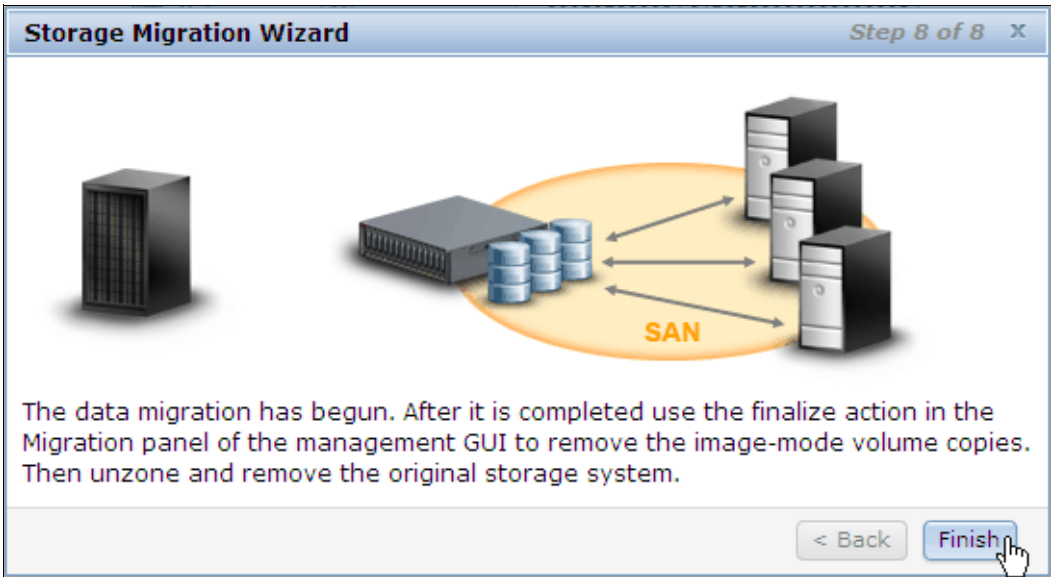 Storage Migration Wizard Step 8 of 8 X
SAN
The data migration has begun. After it is completed use the finalize action in the
Migration panel of the management GUI to remove the image-mode volume copies.
Then unzone and remove the original storage system.
< Back Finish